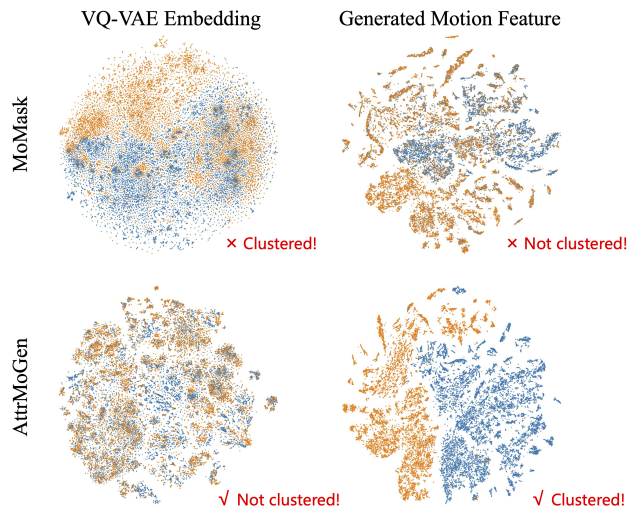 VQ-VAE Embedding
Generated Motion Feature
MoMask
× Clustered!
× Not clustered!
AttrMoGen
√ Not clustered!
√ Clustered!